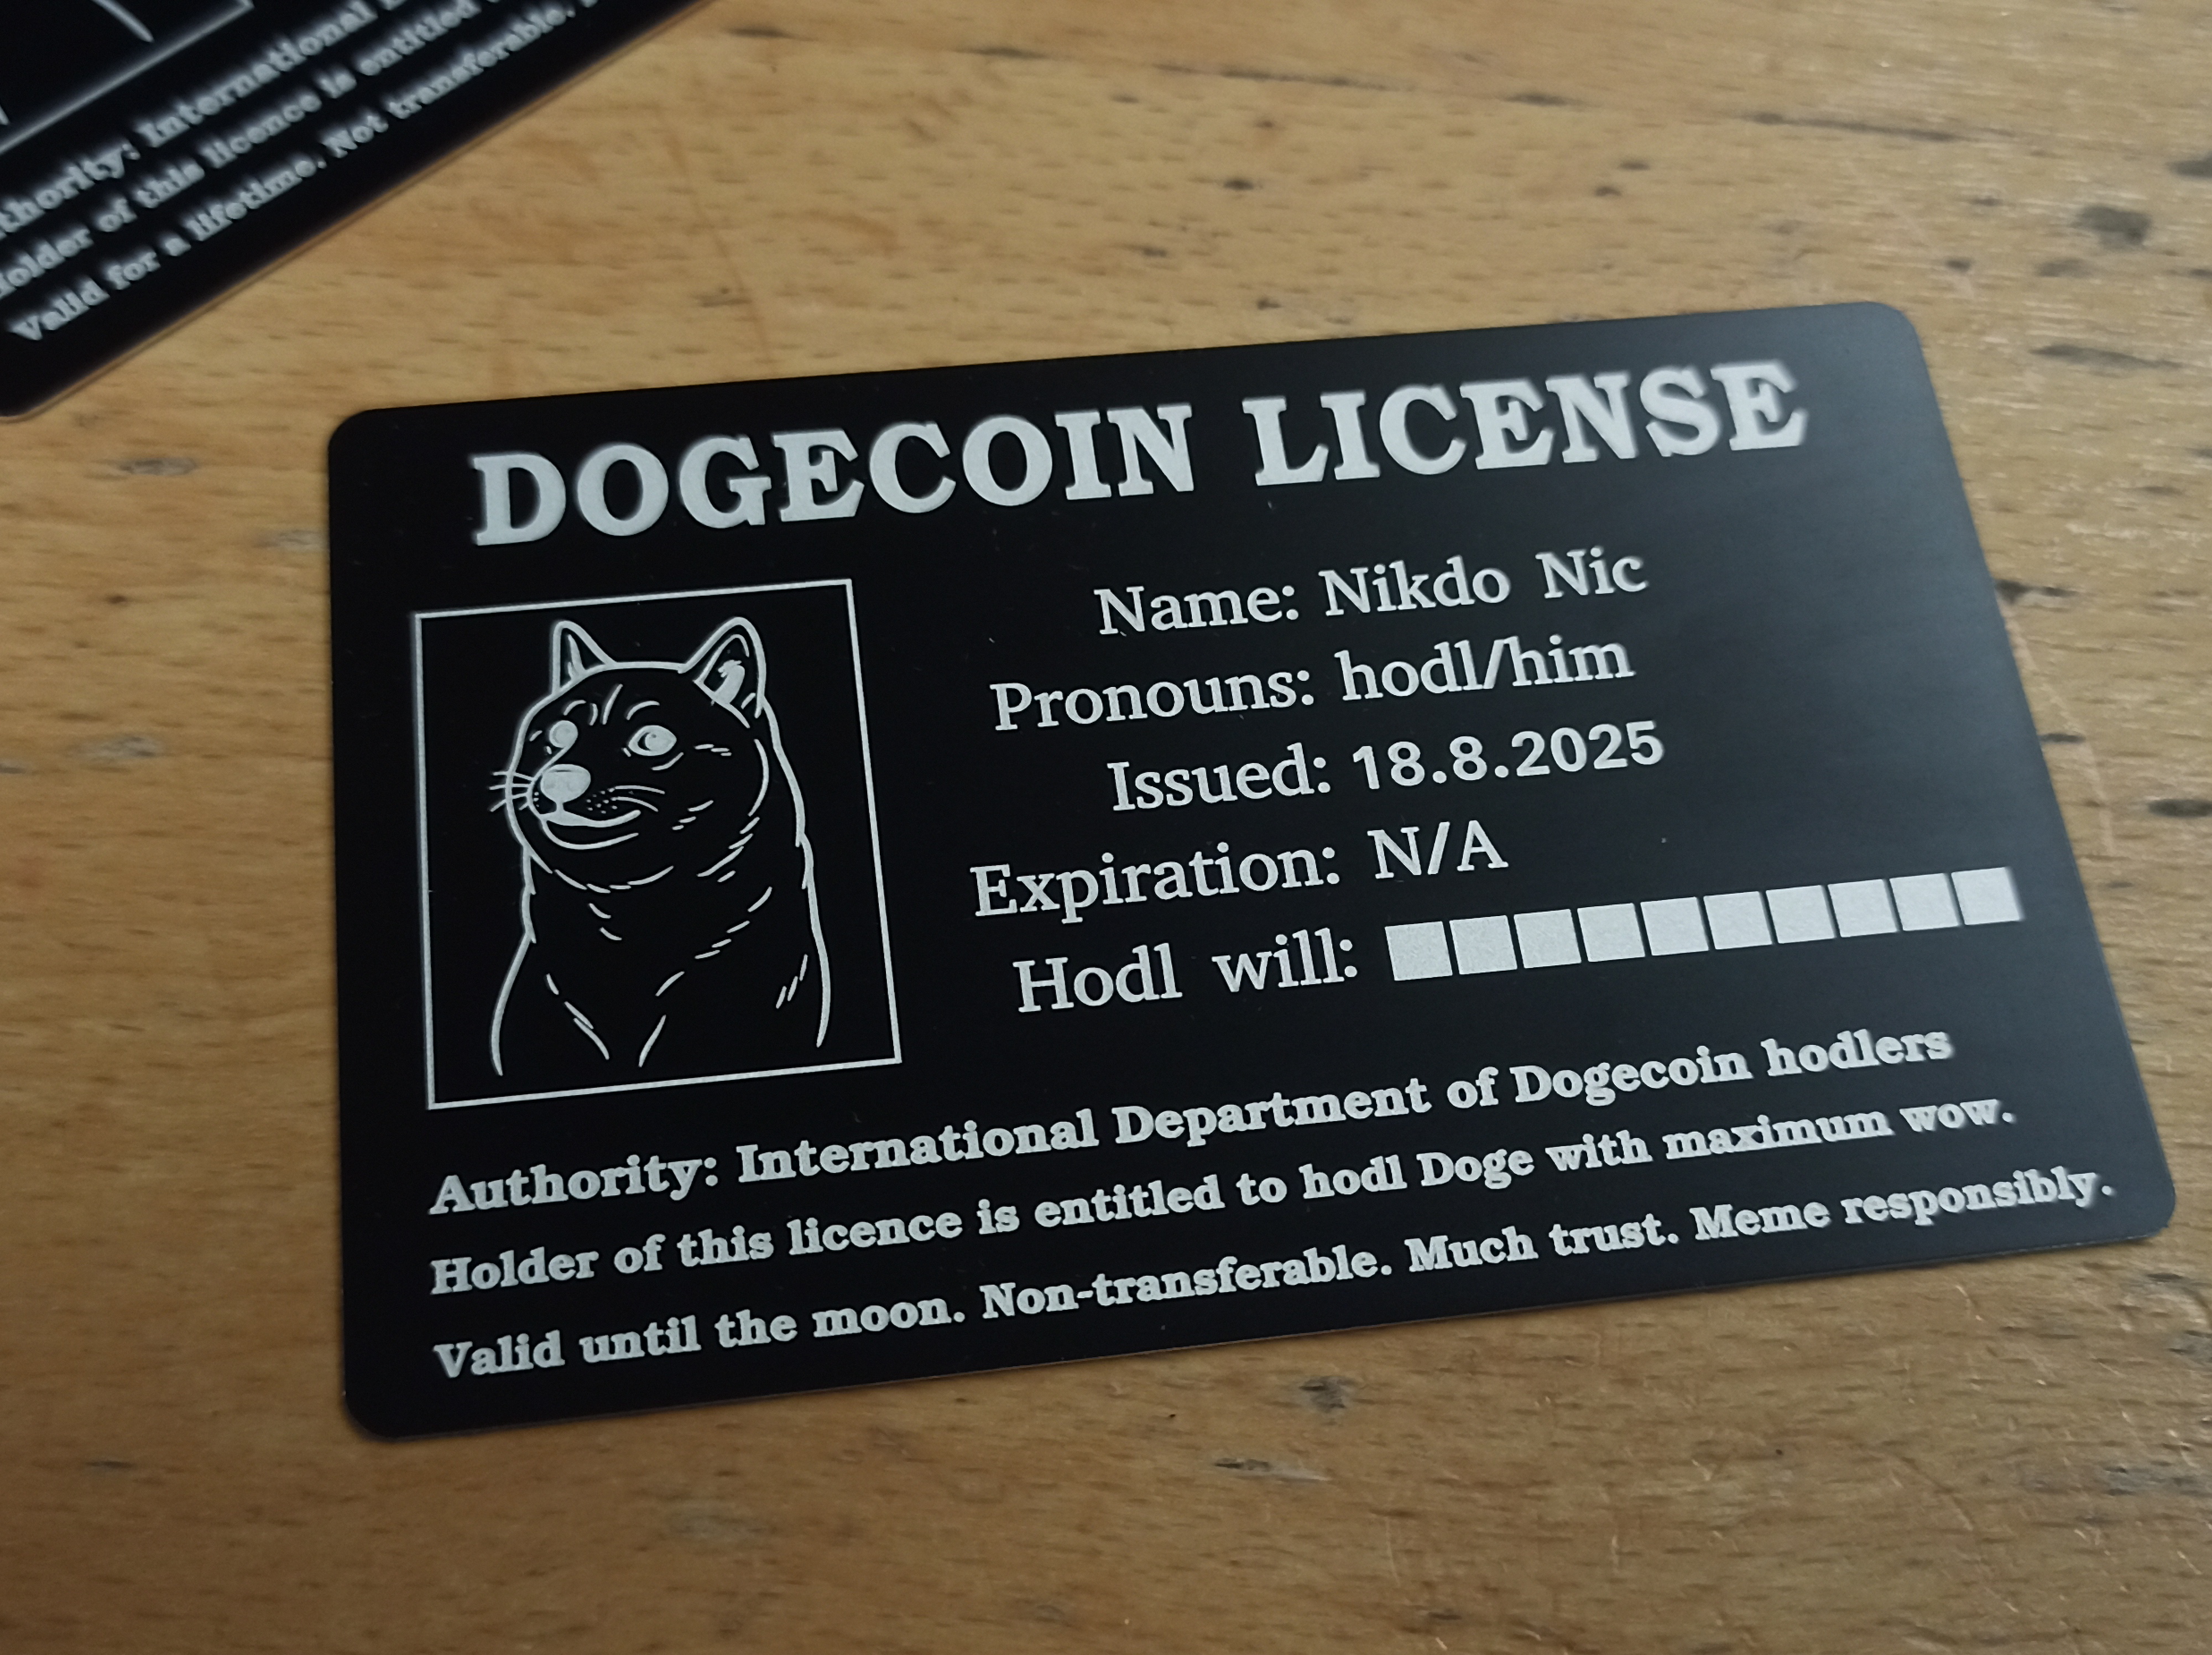 Authority: International
Holder of this licence is entitled
Valid for a lifetime. Not transferable.
DOGECOIN LICENSE
Name: Nikdo Nic
Pronouns: hodl/him
Issued: 18.8.2025
Expiration: N/A
Hodl will:
Authority: International Department of Dogecoin hodlers
Holder of this licence is entitled to hodl Doge with maximum wow.
Valid until the moon. Non-transferable. Much trust. Meme responsibly.